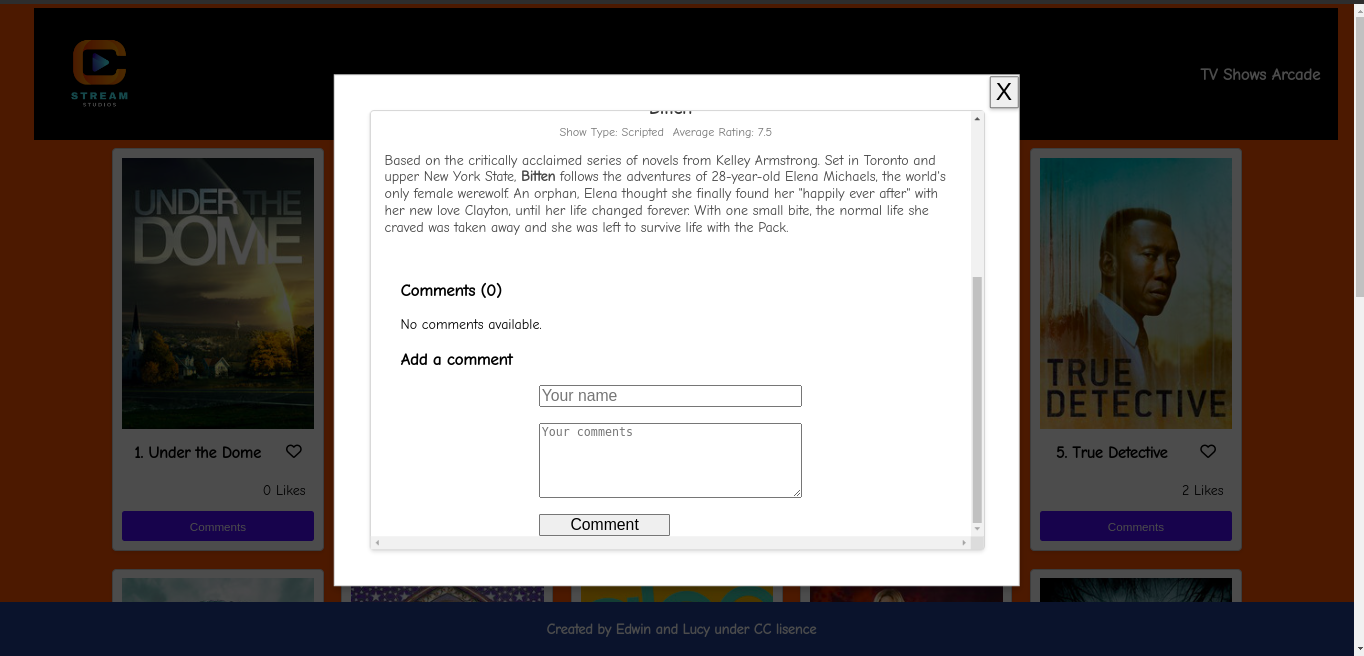 STREAM
STUDIOS
TV Shows Arcade
X
Bitten
Show Type: Scripted Average Rating: 7.5
Based on the critically acclaimed series of novels from Kelley Armstrong. Set in Toronto and
upper New York State, Bitten follows the adventures of 28-year-old Elena Michaels, the world's
only female werewolf. An orphan, Elena thought she finally found her "happily ever after" with
her new love Clayton, until her life changed forever. With one small bite, the normal life she
craved was taken away and she was left to survive life with the Pack.
Comments (0)
No comments available.
Add a comment
Your name
Your comments
Comment
UNDER THE
DOME
1. Under the Dome
0 Likes
Comments
TRUE
DETECTIVE
5. True Detective
2 Likes
Comments
Created by Edwin and Lucy under CC lisence